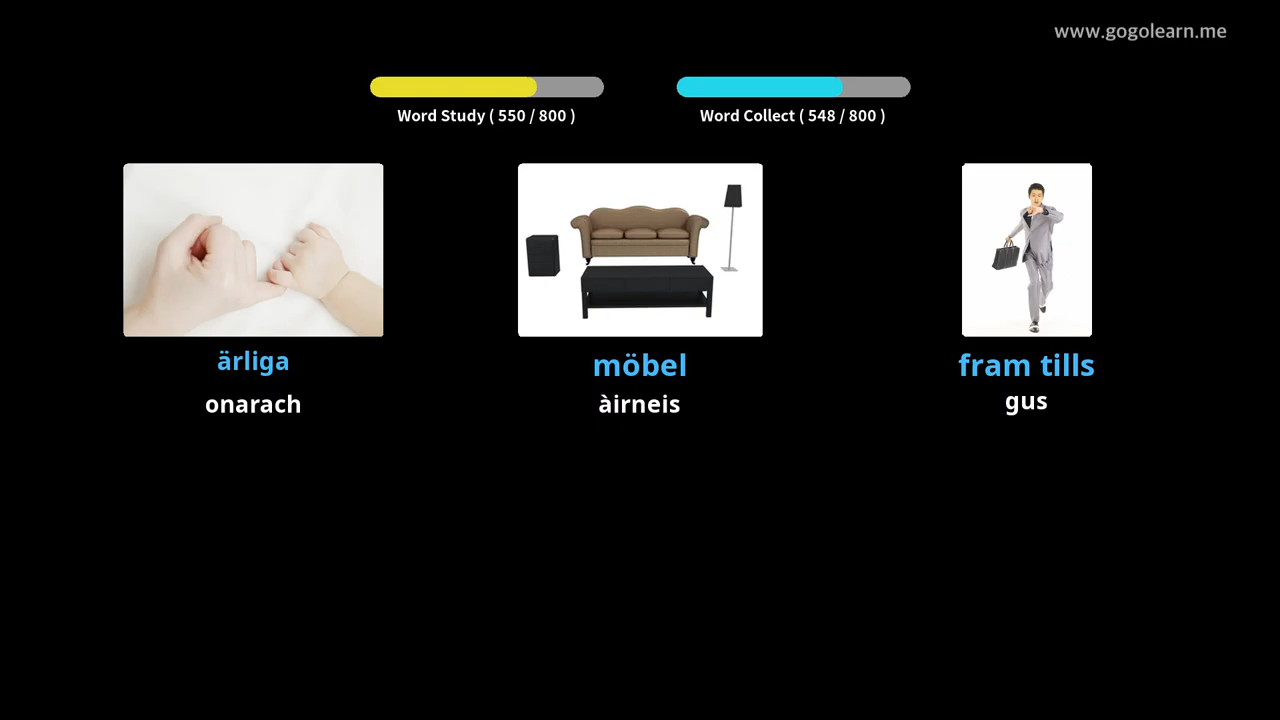 www.gogolearn.me
Word Study ( 550 / 800 )
Word Collect ( 548 / 800 )
ärliga
möbel
fram tills
onarach
àirneis
gus